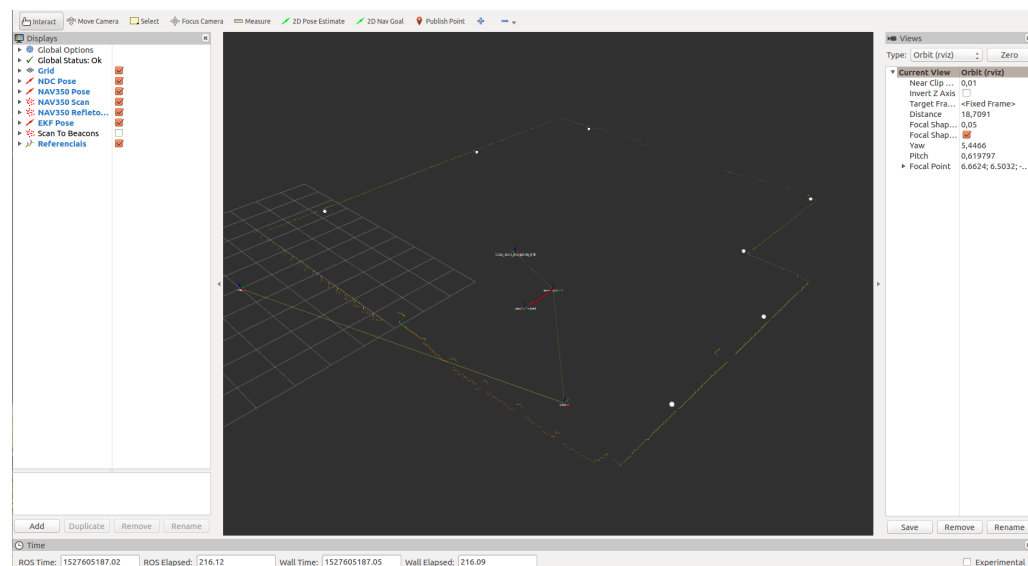 Interact Move Camera Select Focus Camera Measure 2D Pose Estimate 2D Nav Goal Publish Point
Displays
Global Options
Global Status: Ok
Grid
NDC Pose
NAV350 Pose
NAV350 Scan
NAV350 Refleto...
EKF Pose
Scan To Beacons
Referenciais
Add Duplicate Remove Rename
Views
Type: Orbit (rviz) Zero
Current View Orbit (rviz)
Near Clip ... 0,01
Invert Z Axis
Target Fra... <Fixed Frame>
Distance 18,7091
Focal Shap... 0,05
Focal Shap...
Yaw 5,4466
Pitch 0,619797
Focal Point 6.6624; 6.5032; -...
Save Remove Rename
Time
ROS Time: 1527605187.02 ROS Elapsed: 216.12 Wall Time: 1527605187.05 Wall Elapsed: 216.09 Experimental